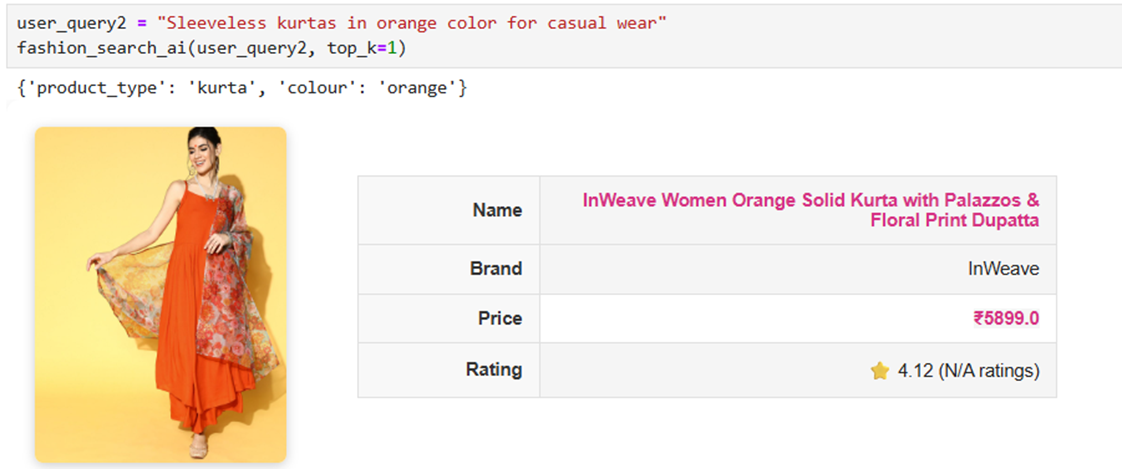 user_query2 = "Sleeveless kurtas in orange color for casual wear"
fashion_search_ai(user_query2, top_k=1)
{'product_type': 'kurta', 'colour': 'orange'}
Name
InWeave Women Orange Solid Kurta with Palazzos &
Floral Print Dupatta
Brand
InWeave
Price
₹5899.0
Rating
⭐ 4.12 (N/A ratings)